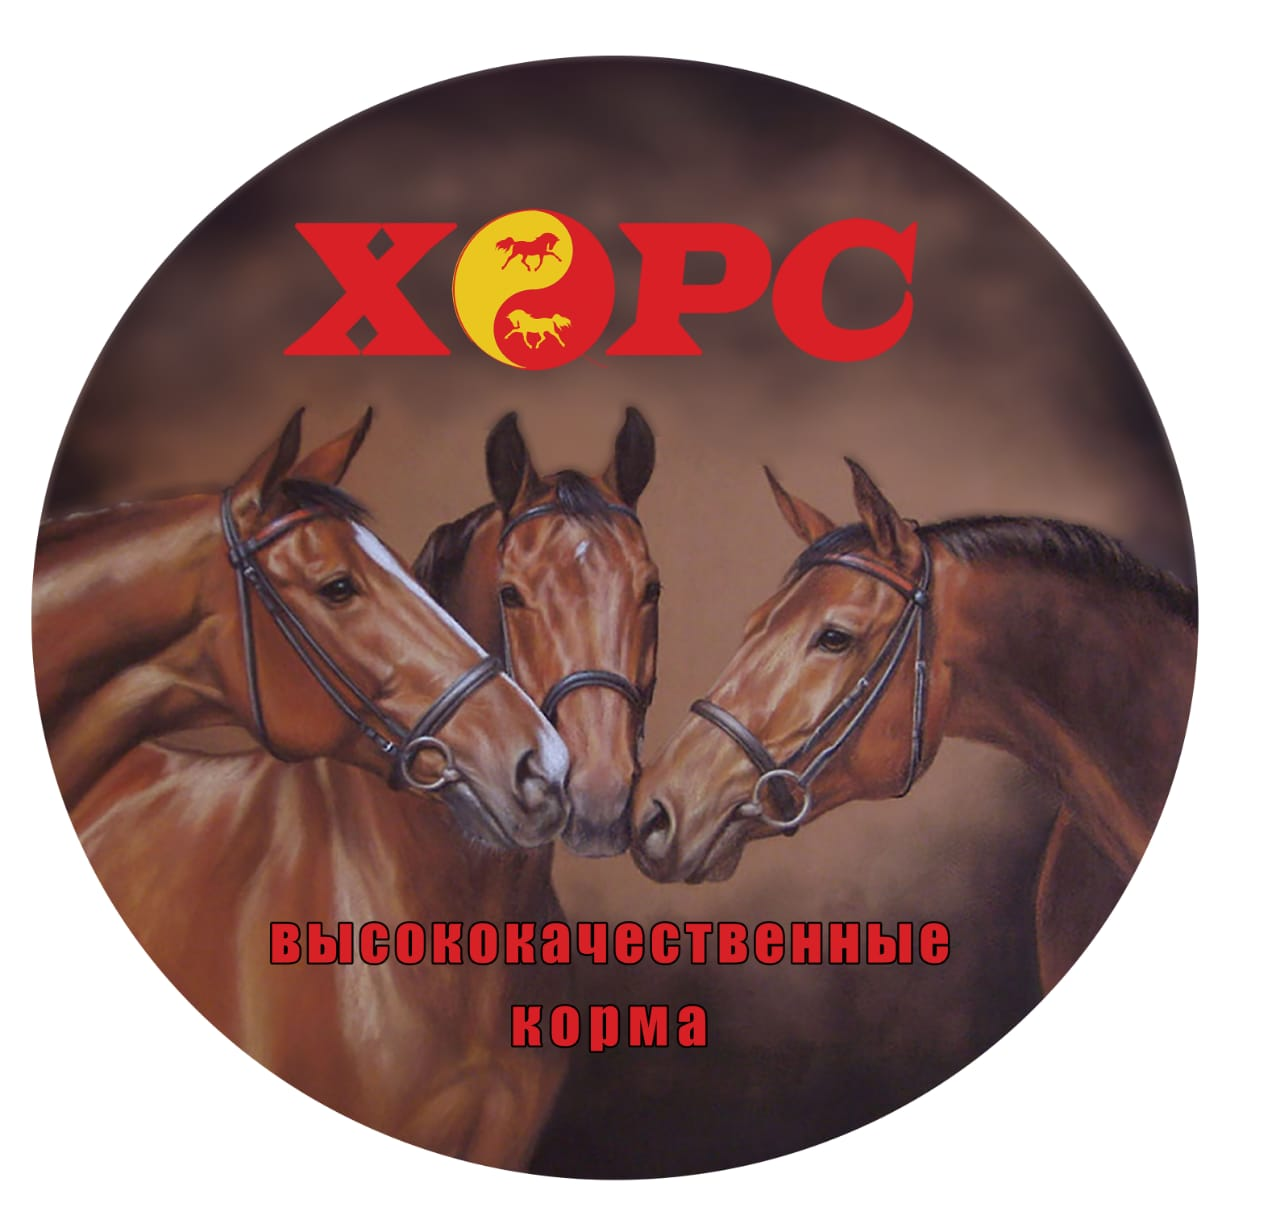 ХОРС
высококачественные
корма